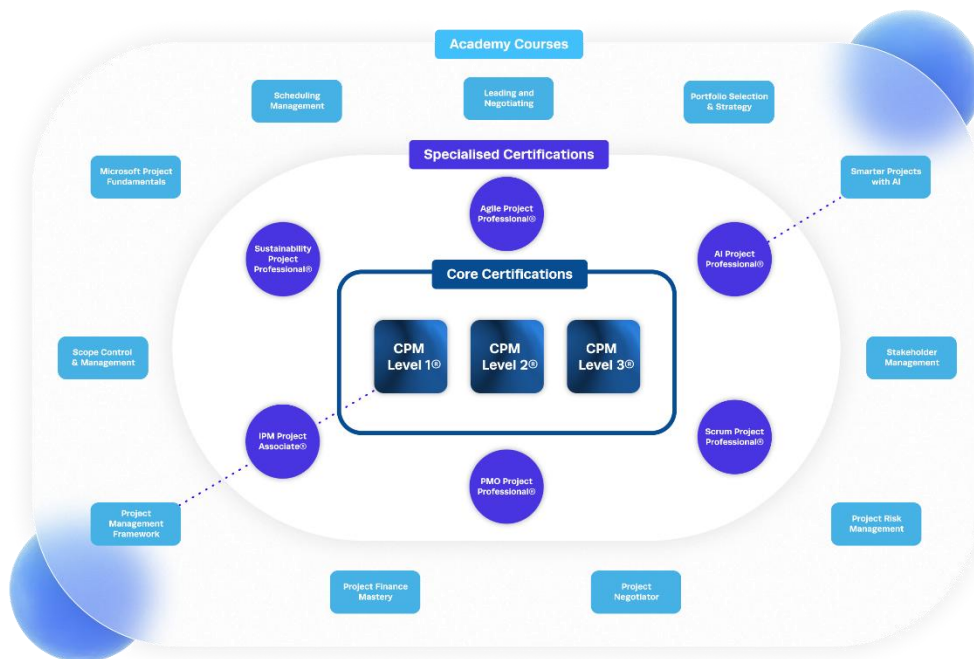 Academy Courses
Scheduling
Management
Leading and
Negotiating
Portfolio Selection
& Strategy
Microsoft Project
Fundamentals
Specialised Certifications
Smarter Projects
with AI
Agile Project
Professional®
Sustainability
Project
Professional®
AI Project
Professional®
Core Certifications
CPM
Level 1®
CPM
Level 2®
CPM
Level 3®
Scope Control
& Management
Stakeholder
Management
IPM Project
Associate®
Scrum Project
Professional®
PMO Project
Professional®
Project
Management
Framework
Project Risk
Management
Project Finance
Mastery
Project
Negotiator